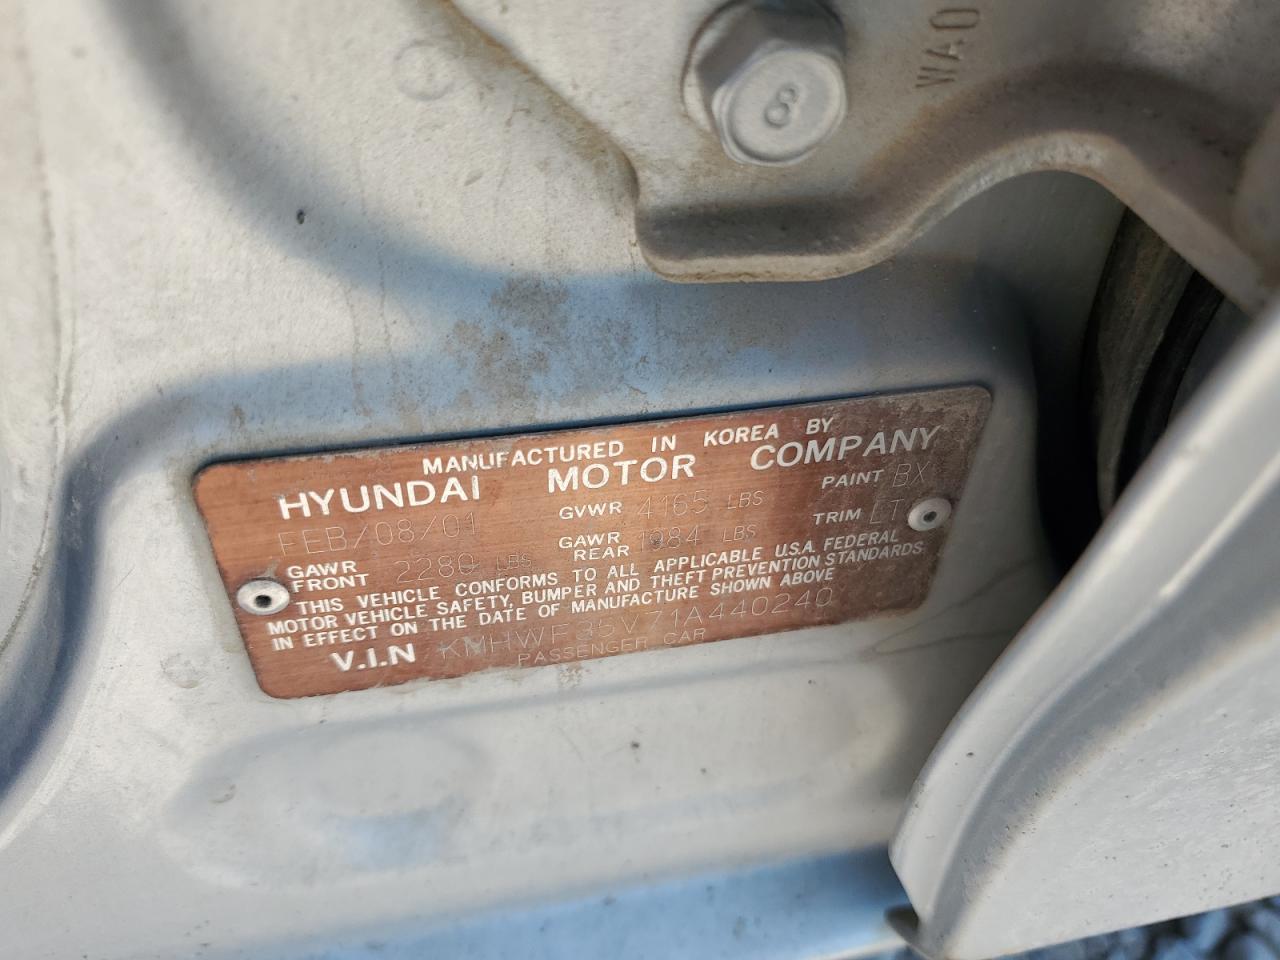 8
WAO
MANUFACTURED IN KOREA BY
HYUNDAI MOTOR COMPANY
FEB/08/01 GVWR 4165 LBS PAINT BX
GAWR FRONT 2280 LBS GAWR REAR 1984 LBS TRIM LT
THIS VEHICLE CONFORMS TO ALL APPLICABLE U.S.A. FEDERAL
MOTOR VEHICLE SAFETY, BUMPER AND THEFT PREVENTION STANDARDS
IN EFFECT ON THE DATE OF MANUFACTURE SHOWN ABOVE
V.I.N KMHWF35V71A440240
PASSENGER CAR